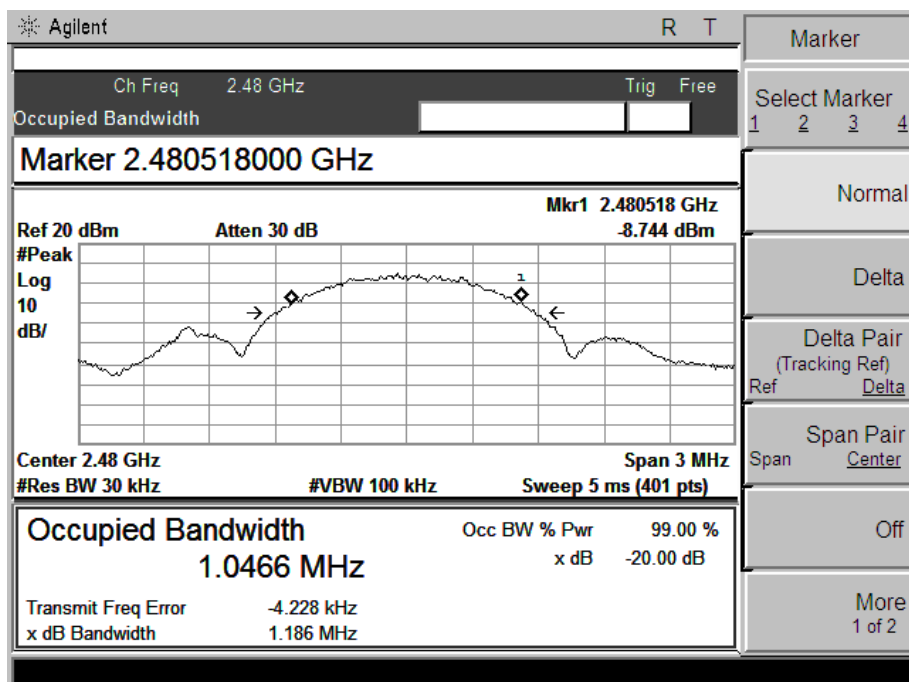 Agilent R T
Ch Freq 2.48 GHz Trig Free
Occupied Bandwidth
Marker 2.480518000 GHz
Mkr1 2.480518 GHz
Ref 20 dBm Atten 30 dB -8.744 dBm
#Peak
Log
10
dB/
1
Center 2.48 GHz Span 3 MHz
#Res BW 30 kHz #VBW 100 kHz Sweep 5 ms (401 pts)
Occupied Bandwidth
1.0466 MHz
Occ BW % Pwr 99.00 %
x dB -20.00 dB
Transmit Freq Error -4.228 kHz
x dB Bandwidth 1.186 MHz
Marker
Select Marker
1 2 3 4
Normal
Delta
Delta Pair
(Tracking Ref)
Ref Delta
Span Pair
Span Center
Off
More
1 of 2